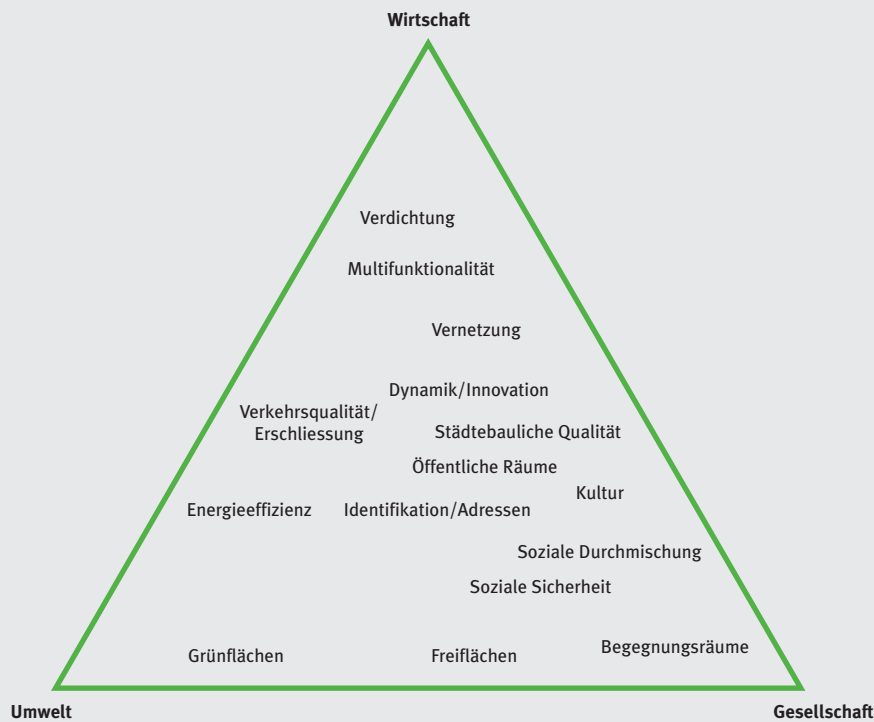 Wirtschaft
Verdichtung
Multifunktionalität
Vernetzung
Dynamik/Innovation
Verkehrsqualität/
Erschliessung
Städtebauliche Qualität
Öffentliche Räume
Kultur
Energieeffizienz
Identifikation/Adressen
Soziale Durchmischung
Soziale Sicherheit
Begegnungsräume
Grünflächen
Freiflächen
Umwelt
Gesellschaft